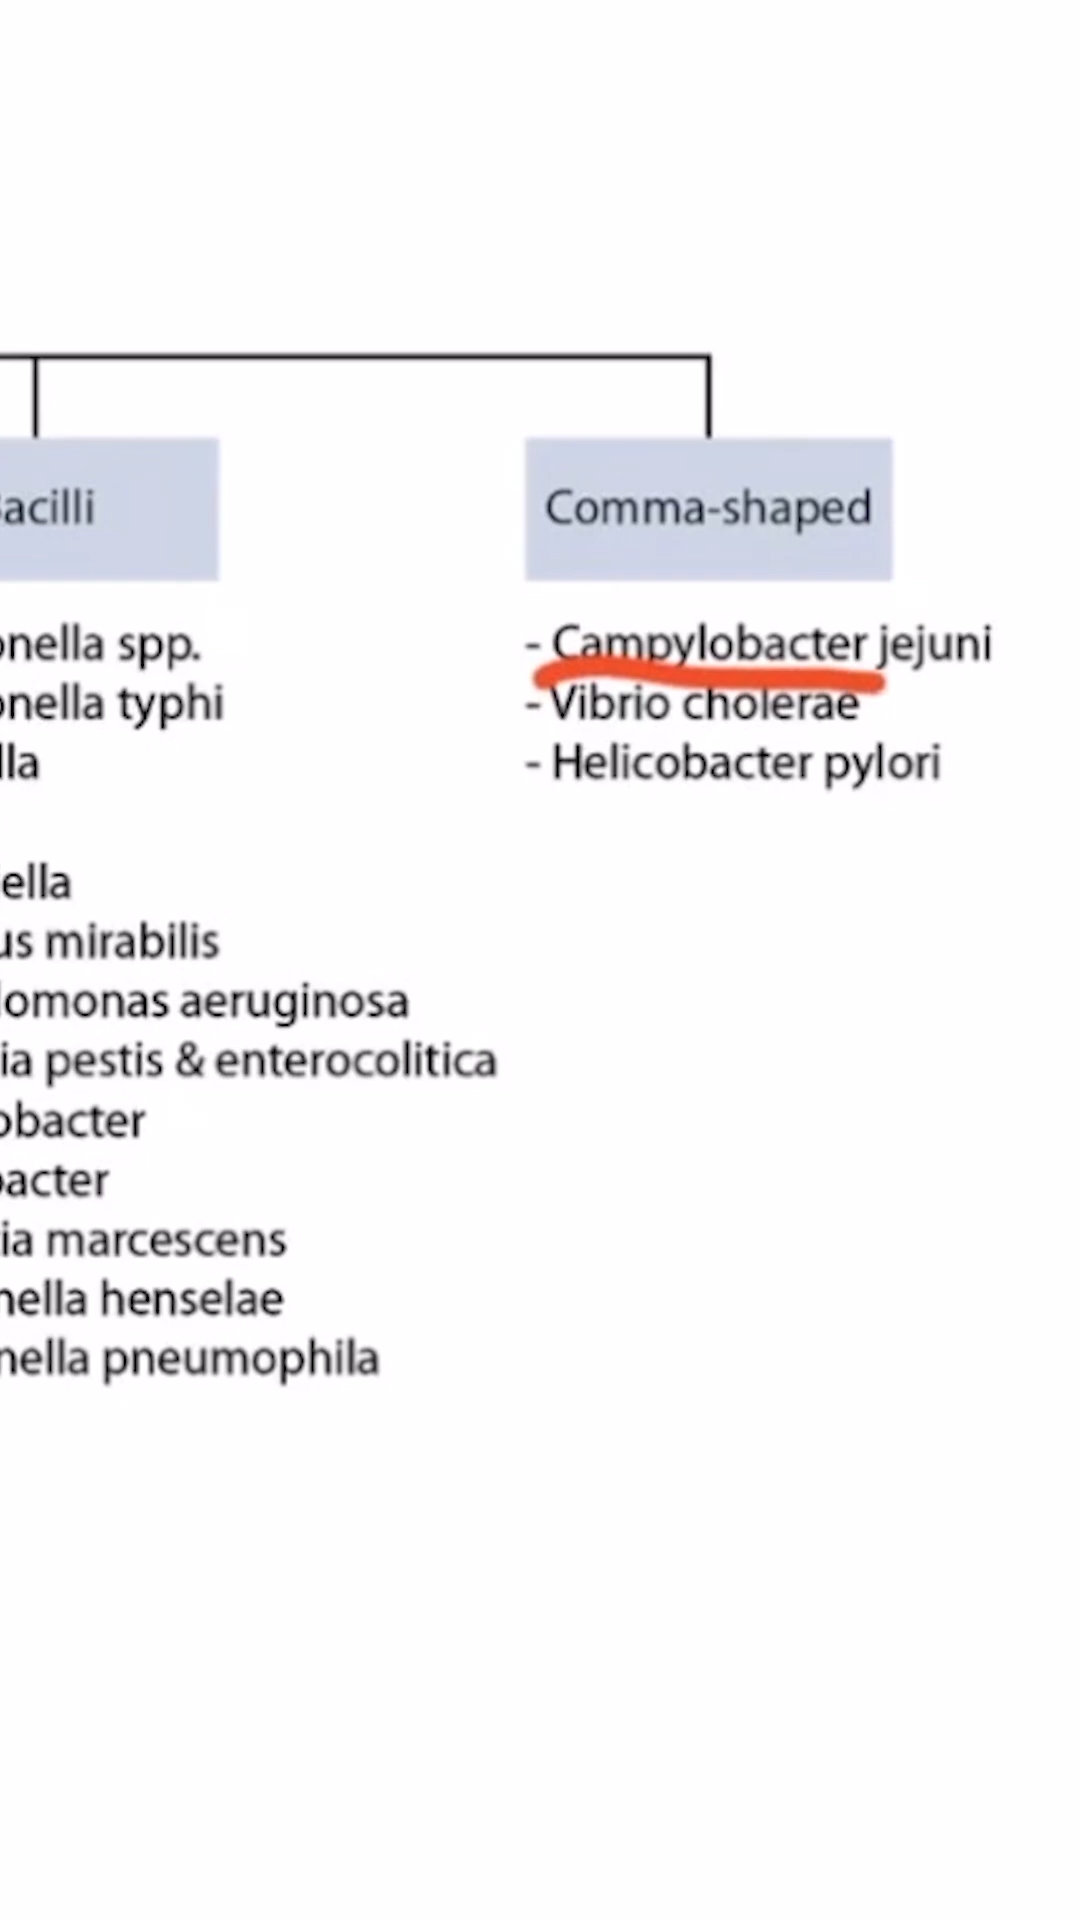 acilli
Comma-shaped
onella spp.
onella typhi
lla
ella
us mirabilis
lomonas aeruginosa
ia pestis & enterocolitica
obacter
bacter
ia marcescens
nella henselae
nella pneumophila
- Campylobacter jejuni
- Vibrio cholerae
- Helicobacter pylori